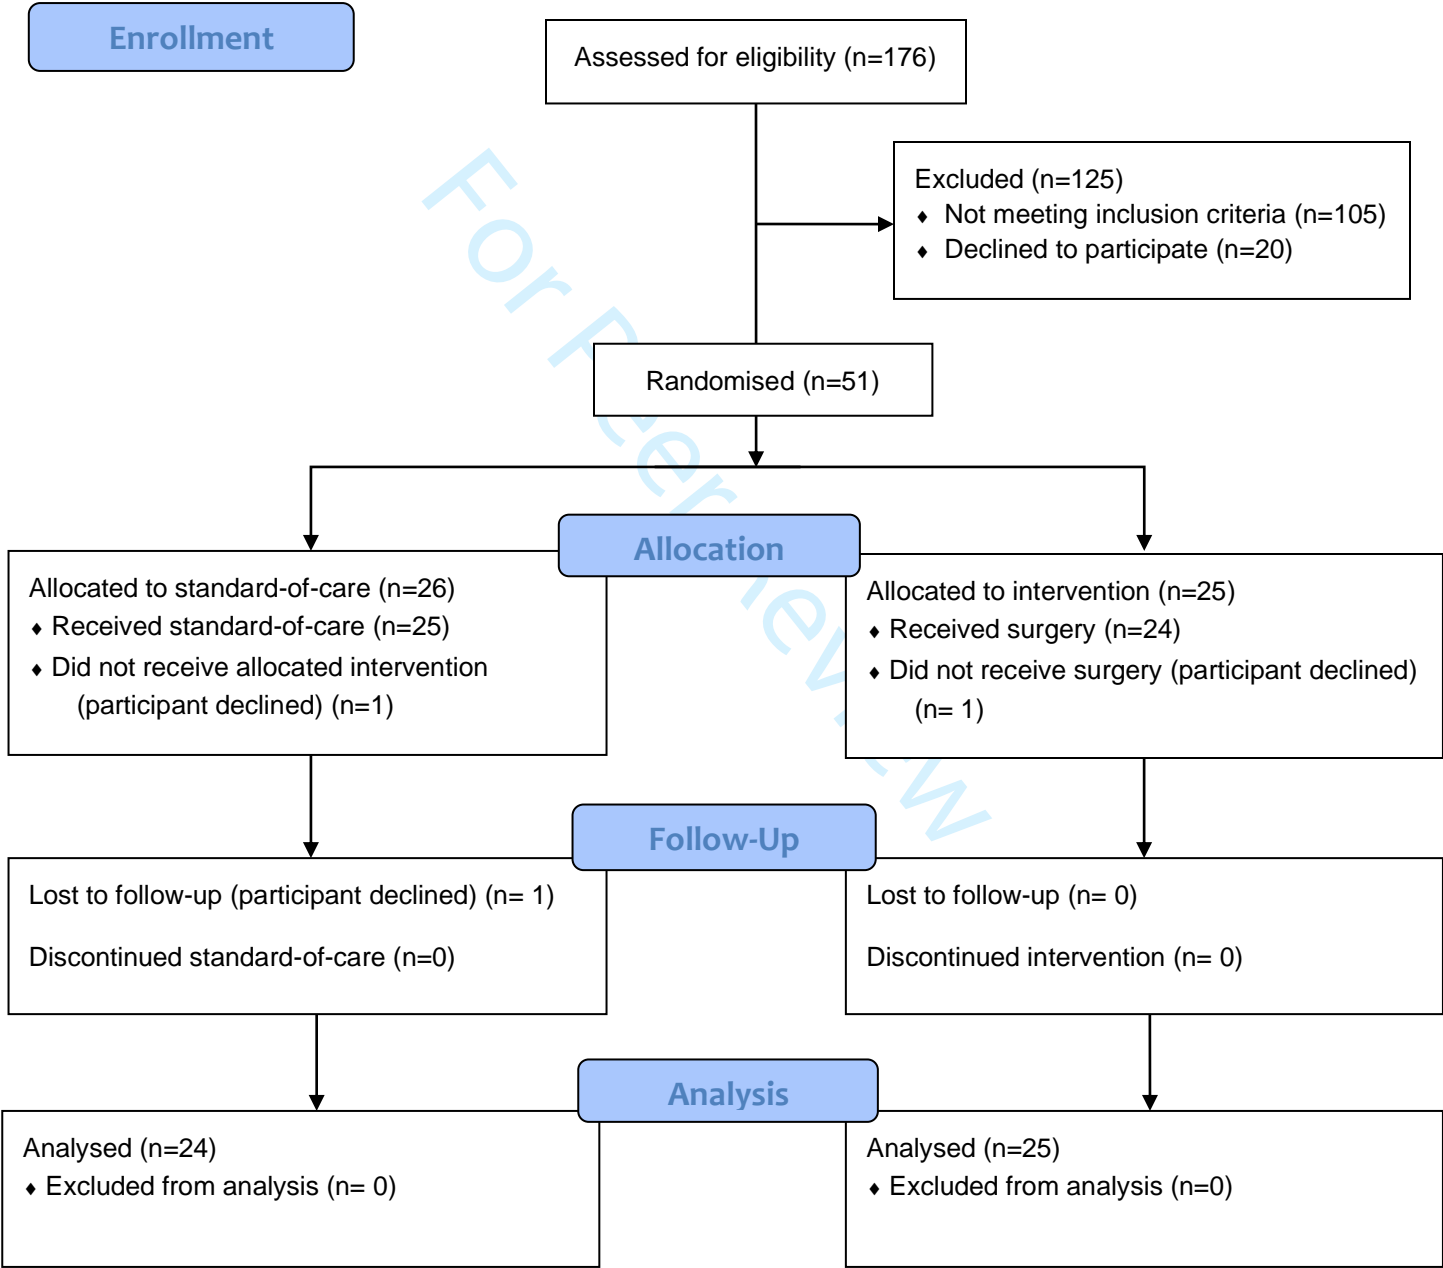 Enrollment
Assessed for eligibility (n=176)
Excluded (n=125)
♦ Not meeting inclusion criteria (n=105)
♦ Declined to participate (n=20)
For Peer Review
Randomised (n=51)
Allocation
Allocated to standard-of-care (n=26)
♦ Received standard-of-care (n=25)
♦ Did not receive allocated intervention
(participant declined) (n=1)
Allocated to intervention (n=25)
♦ Received surgery (n=24)
♦ Did not receive surgery (participant declined)
(n= 1)
Follow-Up
Lost to follow-up (participant declined) (n= 1)
Discontinued standard-of-care (n=0)
Lost to follow-up (n= 0)
Discontinued intervention (n= 0)
Analysis
Analysed (n=24)
♦ Excluded from analysis (n= 0)
Analysed (n=25)
♦ Excluded from analysis (n=0)